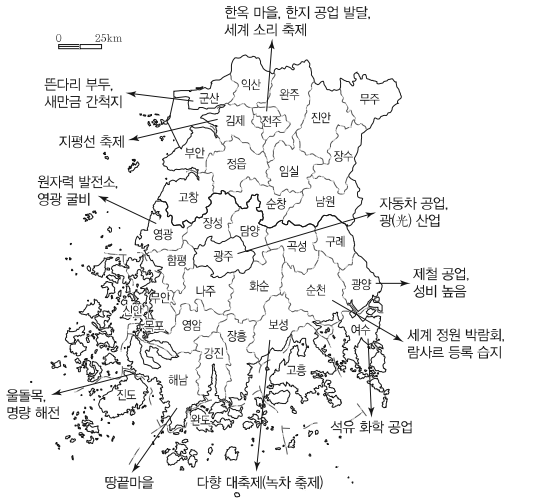 한옥 마을, 한지 공업 발달,
세계 소리 축제
0 25km
뜬다리 부두,
새만금 간척지
지평선 축제
원자력 발전소,
영광 굴비
자동차 공업,
광(光) 산업
제철 공업,
성비 높음
세계 정원 박람회,
람사르 등록 습지
석유 화학 공업
울돌목,
명량 해전
땅끝마을
다향 대축제(녹차 축제)
익산
군산
완주
무주
김제
전주
진안
부안
정읍
임실
장수
고창
순창
남원
장성
담양
영광
곡성
구례
함평
광주
나주
화순
순천
광양
무안
신안
목포
영암
장흥
보성
여수
강진
고흥
해남
진도
완도